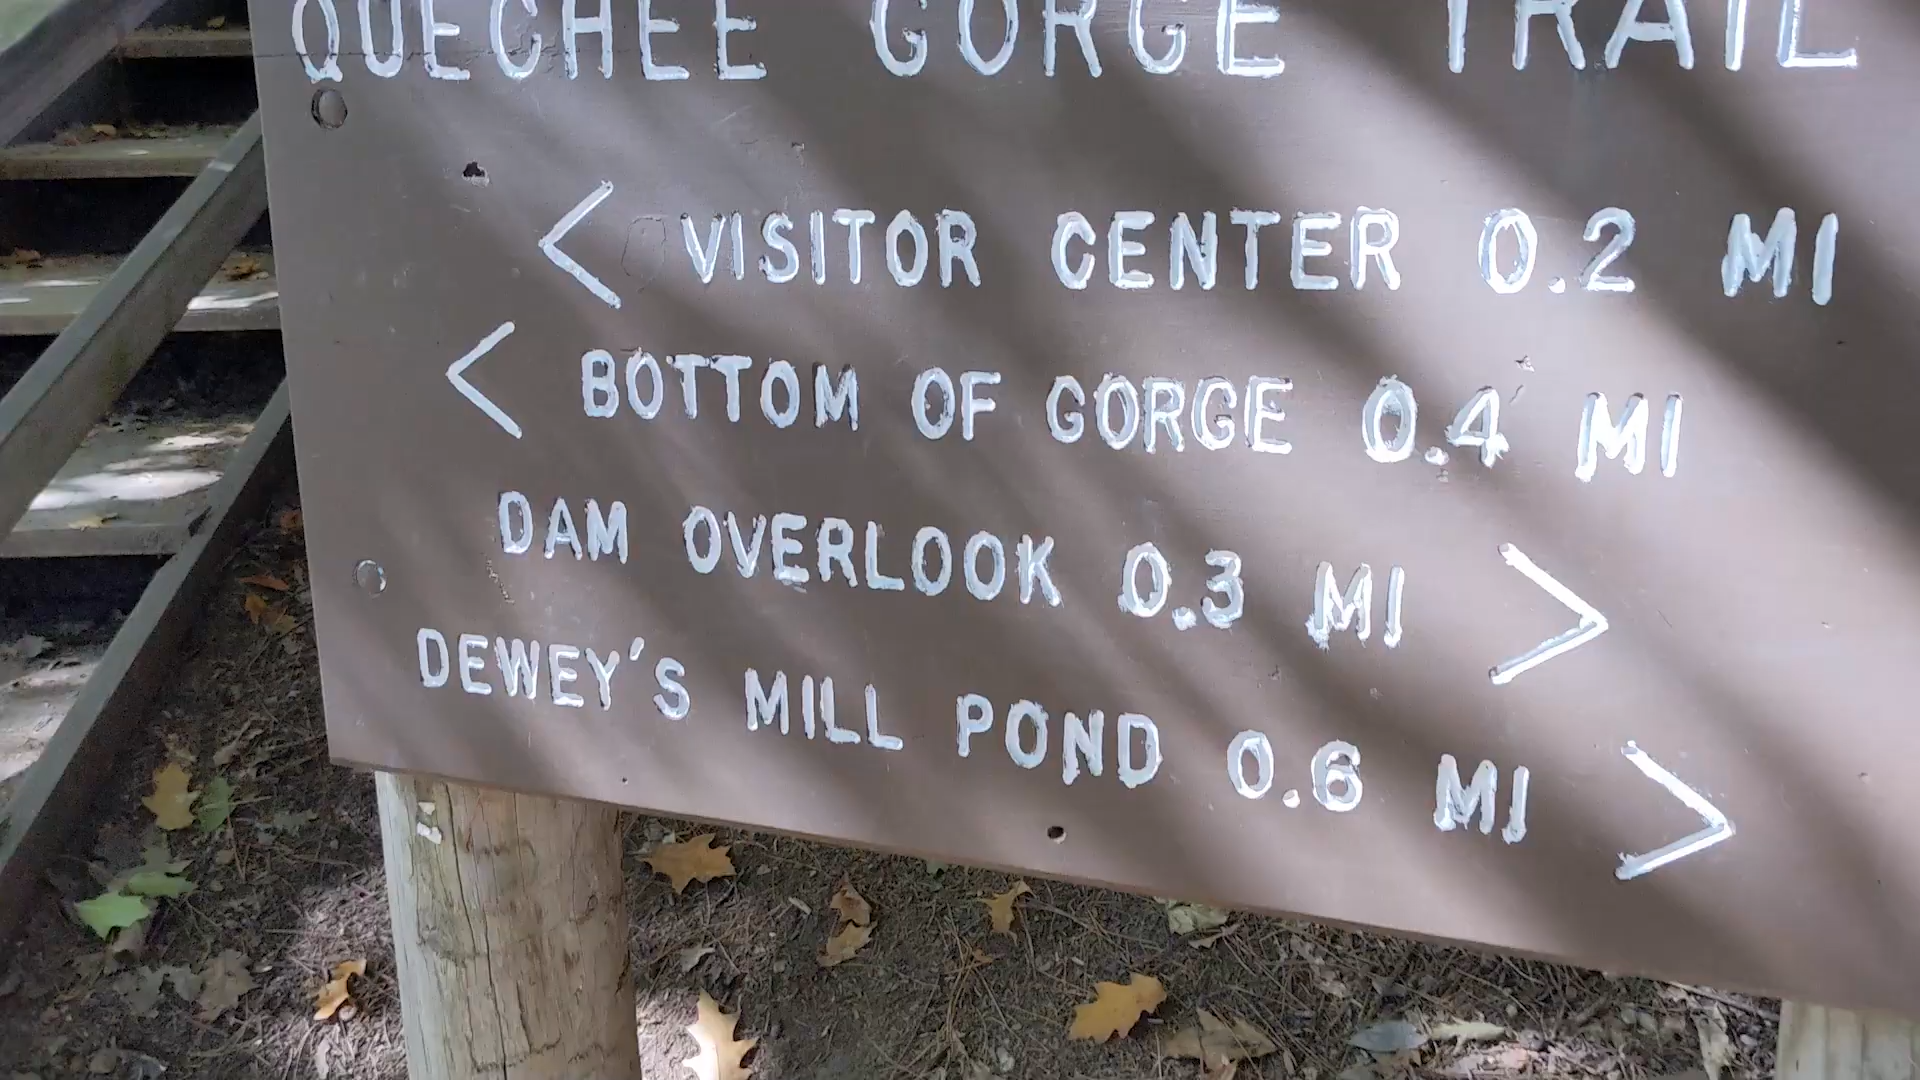 QUECHEE GORGE TRAIL
< VISITOR CENTER 0.2 MI
< BOTTOM OF GORGE 0.4 MI
DAM OVERLOOK 0.3 MI >
DEWEY'S MILL POND 0.6 MI >